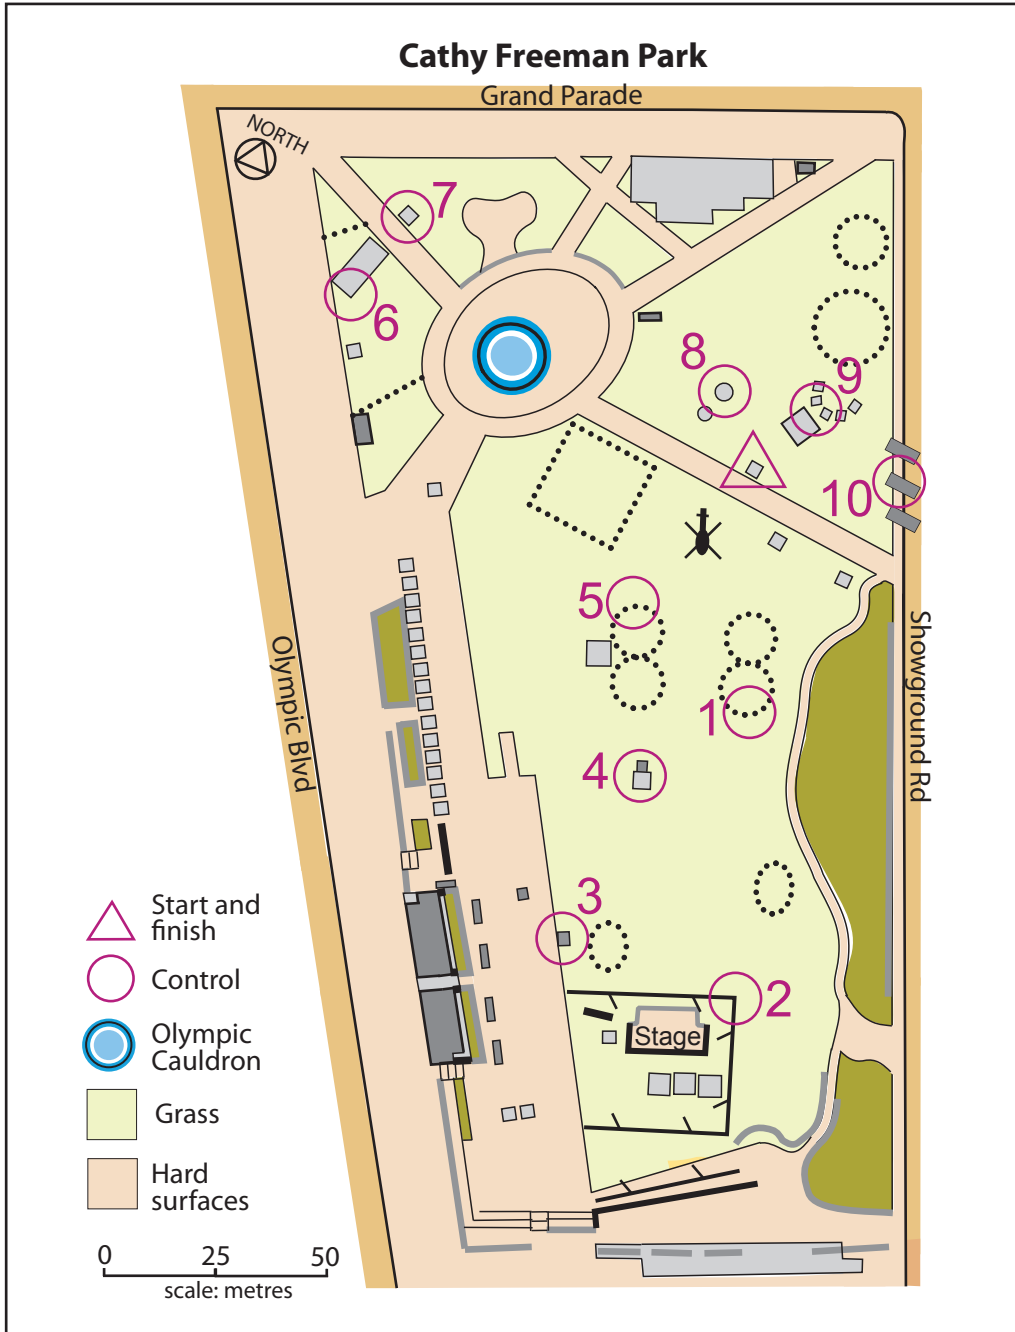 Cathy Freeman Park
Grand Parade
NORTH
7
6
8
9
10
5
1
4
3
2
Stage
Olympic Blvd
Showground Rd
Start and
finish
Control
Olympic
Cauldron
Grass
Hard
surfaces
0 25 50
scale: metres